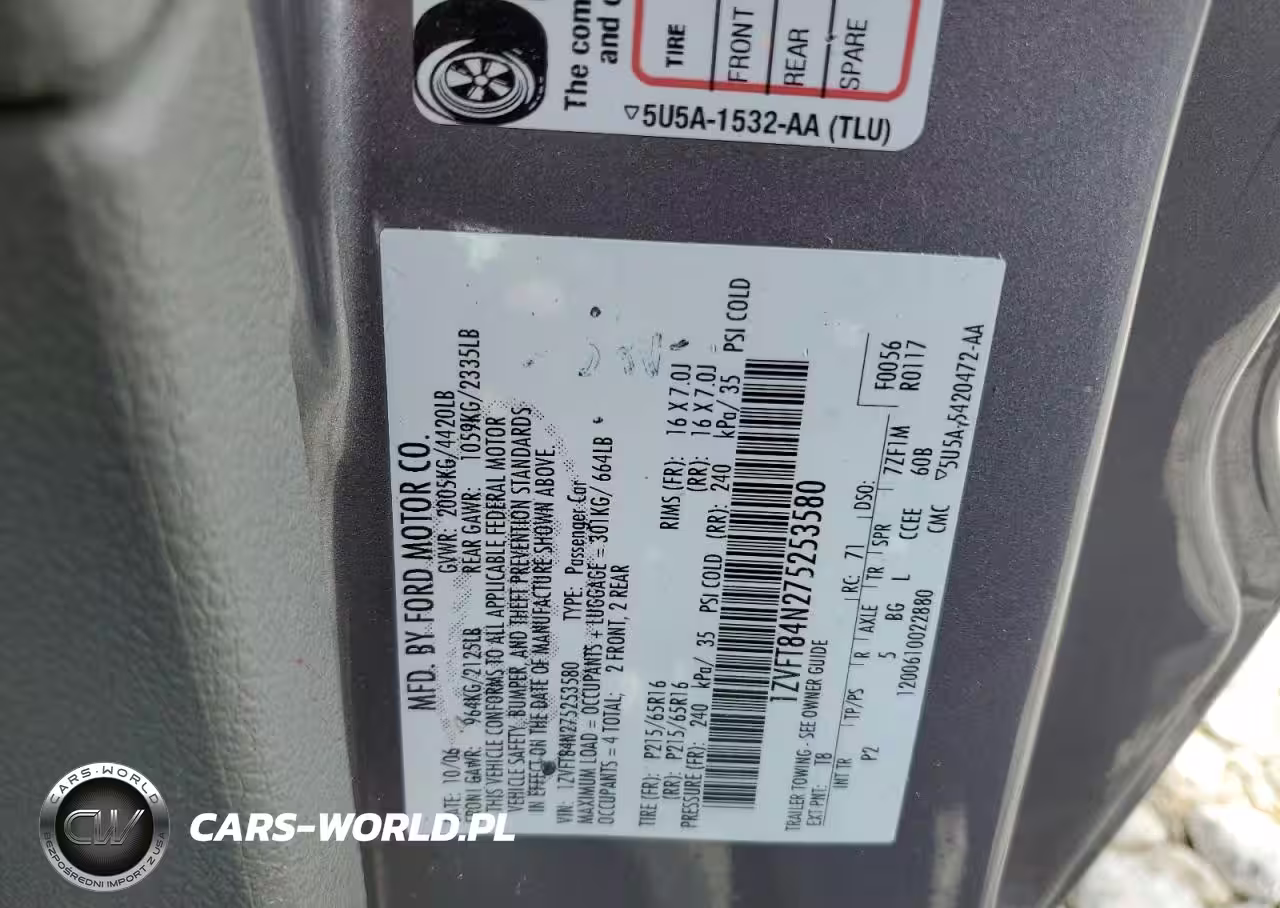 The com
and o
TIRE
FRONT
REAR
SPARE
▽5U5A-1532-AA (TLU)
MFD. BY FORD MOTOR CO.
DATE: 10/06 GVWR: 2005KG/4420LB
FRONT GAWR: 964KG/2125LB REAR GAWR: 1059KG/2335LB
THIS VEHICLE CONFORMS TO ALL APPLICABLE FEDERAL MOTOR
VEHICLE SAFETY, BUMPER, AND THEFT PREVENTION STANDARDS
IN EFFECT ON THE DATE OF MANUFACTURE SHOWN ABOVE.
VIN: 1ZVFT84N275253580 TYPE: Passenger Car
MAXIMUM LOAD = OCCUPANTS + LUGGAGE = 301KG/ 664LB
OCCUPANTS = 4 TOTAL; 2 FRONT, 2 REAR
TIRE (FR): P215/65R16 RIMS (FR): 16 X 7.0J
(RR): P215/65R16 (RR): 16 X 7.0J
PRESSURE (FR): 240 kPa/ 35 PSI COLD (RR): 240 kPa/ 35 PSI COLD
1ZVFT84N275253580
TRAILER TOWING - SEE OWNER GUIDE
EXT PNT: T8 RC: 71 DSO: F0056
INT TR TP/PS R AXLE TR SPR 7ZF1M R0117
P2 5 BG L CCEE 60B
1200610022880 CMC ▽5U5A-5420472-AA
CARS-WORLD
CW
BEZPOŚREDNI IMPORT Z USA
CARS-WORLD.PL